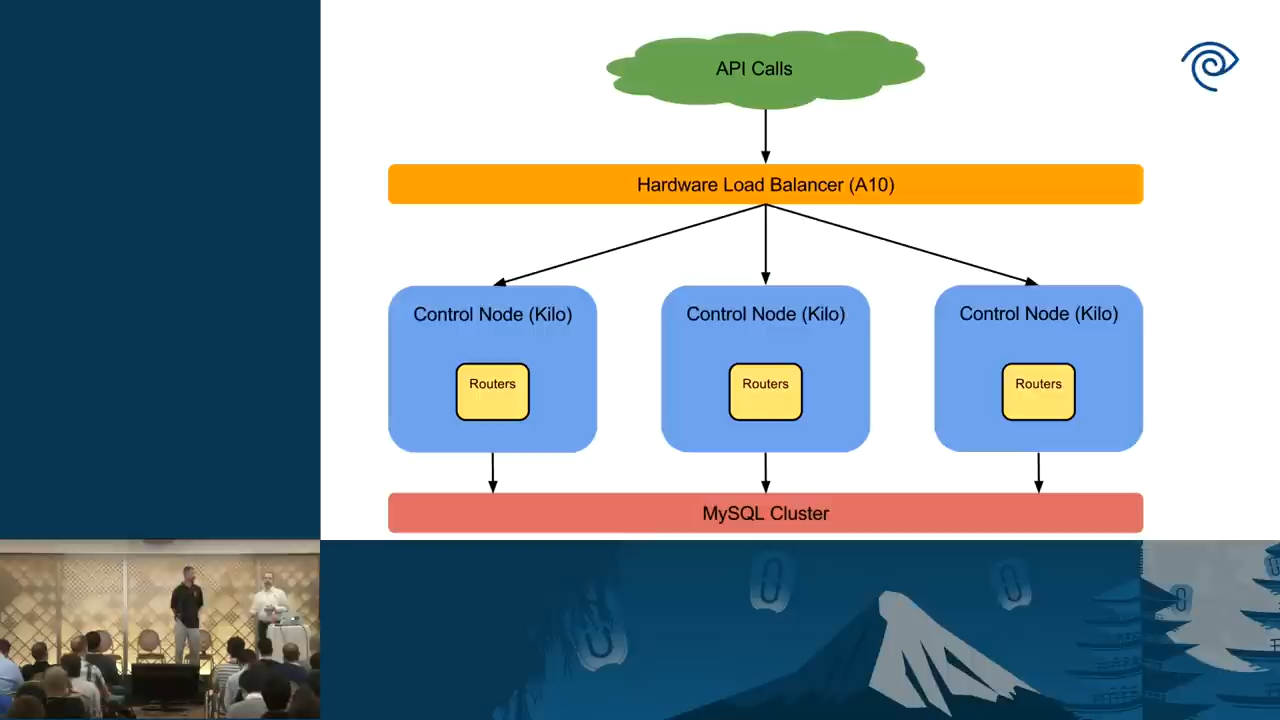 API Calls
Hardware Load Balancer (A10)
Control Node (Kilo)
Control Node (Kilo)
Control Node (Kilo)
Routers
Routers
Routers
MySQL Cluster